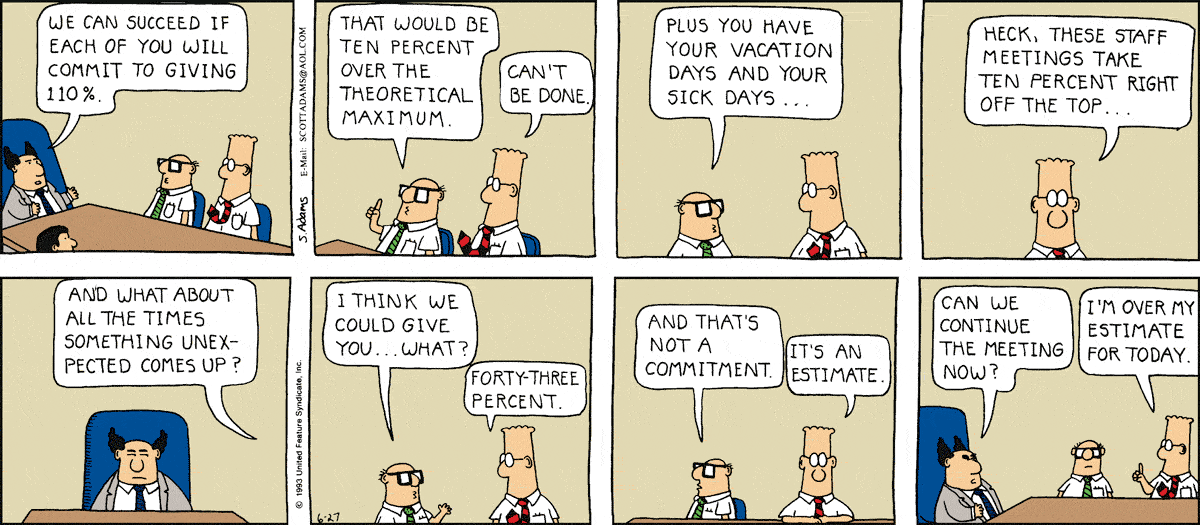 WE CAN SUCCEED IF
EACH OF YOU WILL
COMMIT TO GIVING
110%.
S. Adams
E-Mail: SCOTTADAMS@AOL.COM
THAT WOULD BE
TEN PERCENT
OVER THE
THEORETICAL
MAXIMUM.
CAN'T
BE DONE.
PLUS YOU HAVE
YOUR VACATION
DAYS AND YOUR
SICK DAYS...
HECK, THESE STAFF
MEETINGS TAKE
TEN PERCENT RIGHT
OFF THE TOP...
AND WHAT ABOUT
ALL THE TIMES
SOMETHING UNEX-
PECTED COMES UP?
© 1993 United Feature Syndicate, Inc.
I THINK WE
COULD GIVE
YOU...WHAT?
FORTY-THREE
PERCENT.
6-27
AND THAT'S
NOT A
COMMITMENT.
IT'S AN
ESTIMATE.
CAN WE
CONTINUE
THE MEETING
NOW?
I'M OVER MY
ESTIMATE
FOR TODAY.